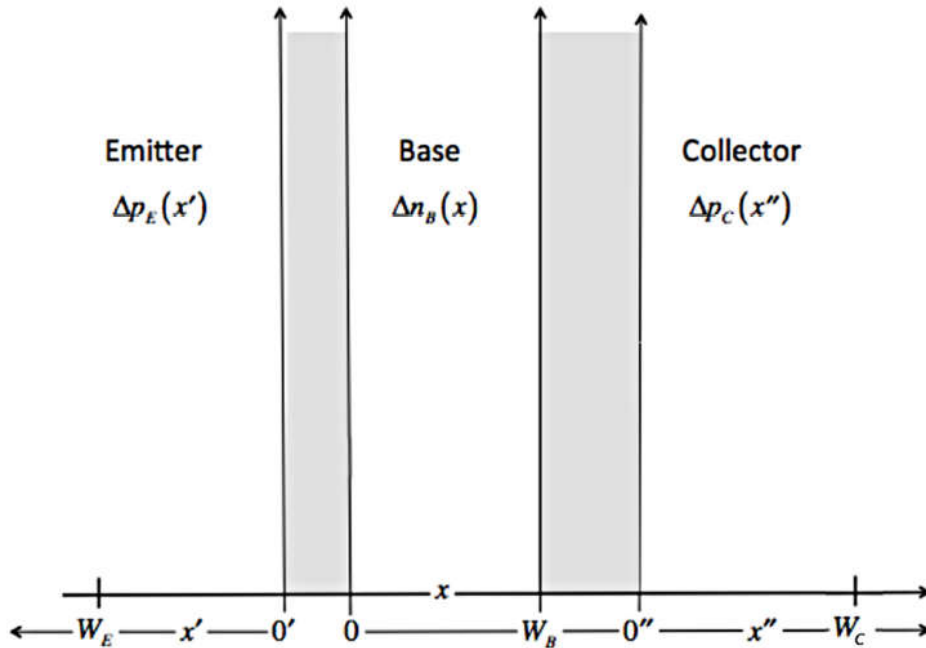 Emitter Base Collector
Δp_E(x′) Δn_B(x) Δp_C(x″)
x
W_E x′ 0′ 0 W_B 0″ x″ W_C